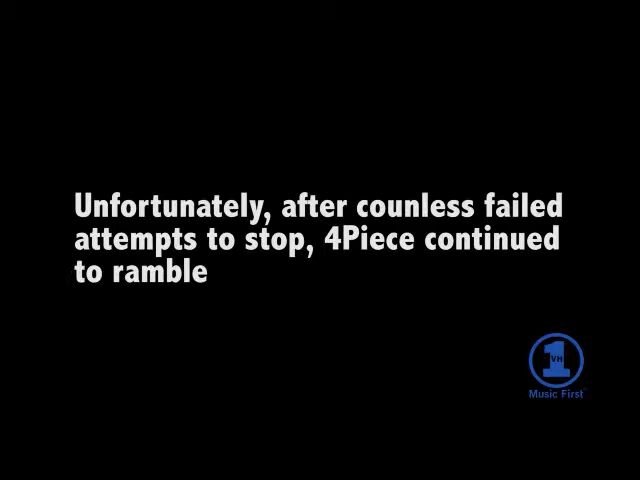 Unfortunately, after counless failed
attempts to stop, 4Piece continued
to ramble
1
VH
Music First